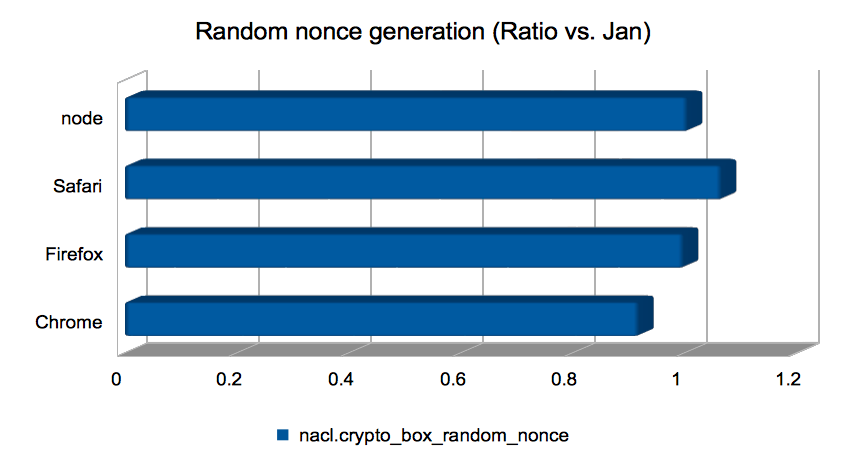 Random nonce generation (Ratio vs. Jan)
node
Safari
Firefox
Chrome
0 0.2 0.4 0.6 0.8 1 1.2
nacl.crypto_box_random_nonce